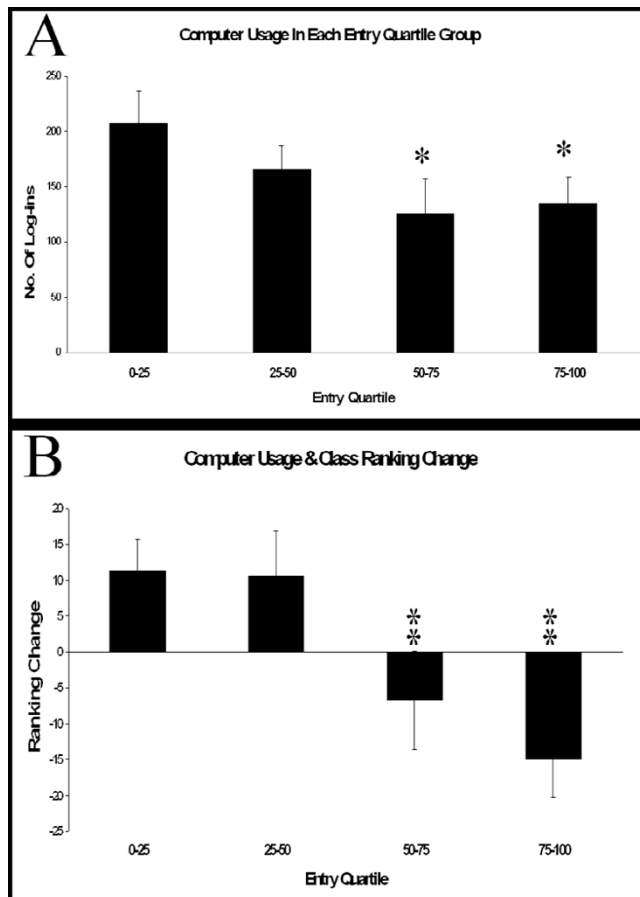 A
Computer Usage In Each Entry Quartile Group
No. Of Log-Ins
250
200
150
100
50
0
* *
0-25 25-50 50-75 75-100
Entry Quartile
B
Computer Usage & Class Ranking Change
Ranking Change
20
15
10
5
0
-5
-10
-15
-20
-25
* *
* *
0-25 25-50 50-75 75-100
Entry Quartile